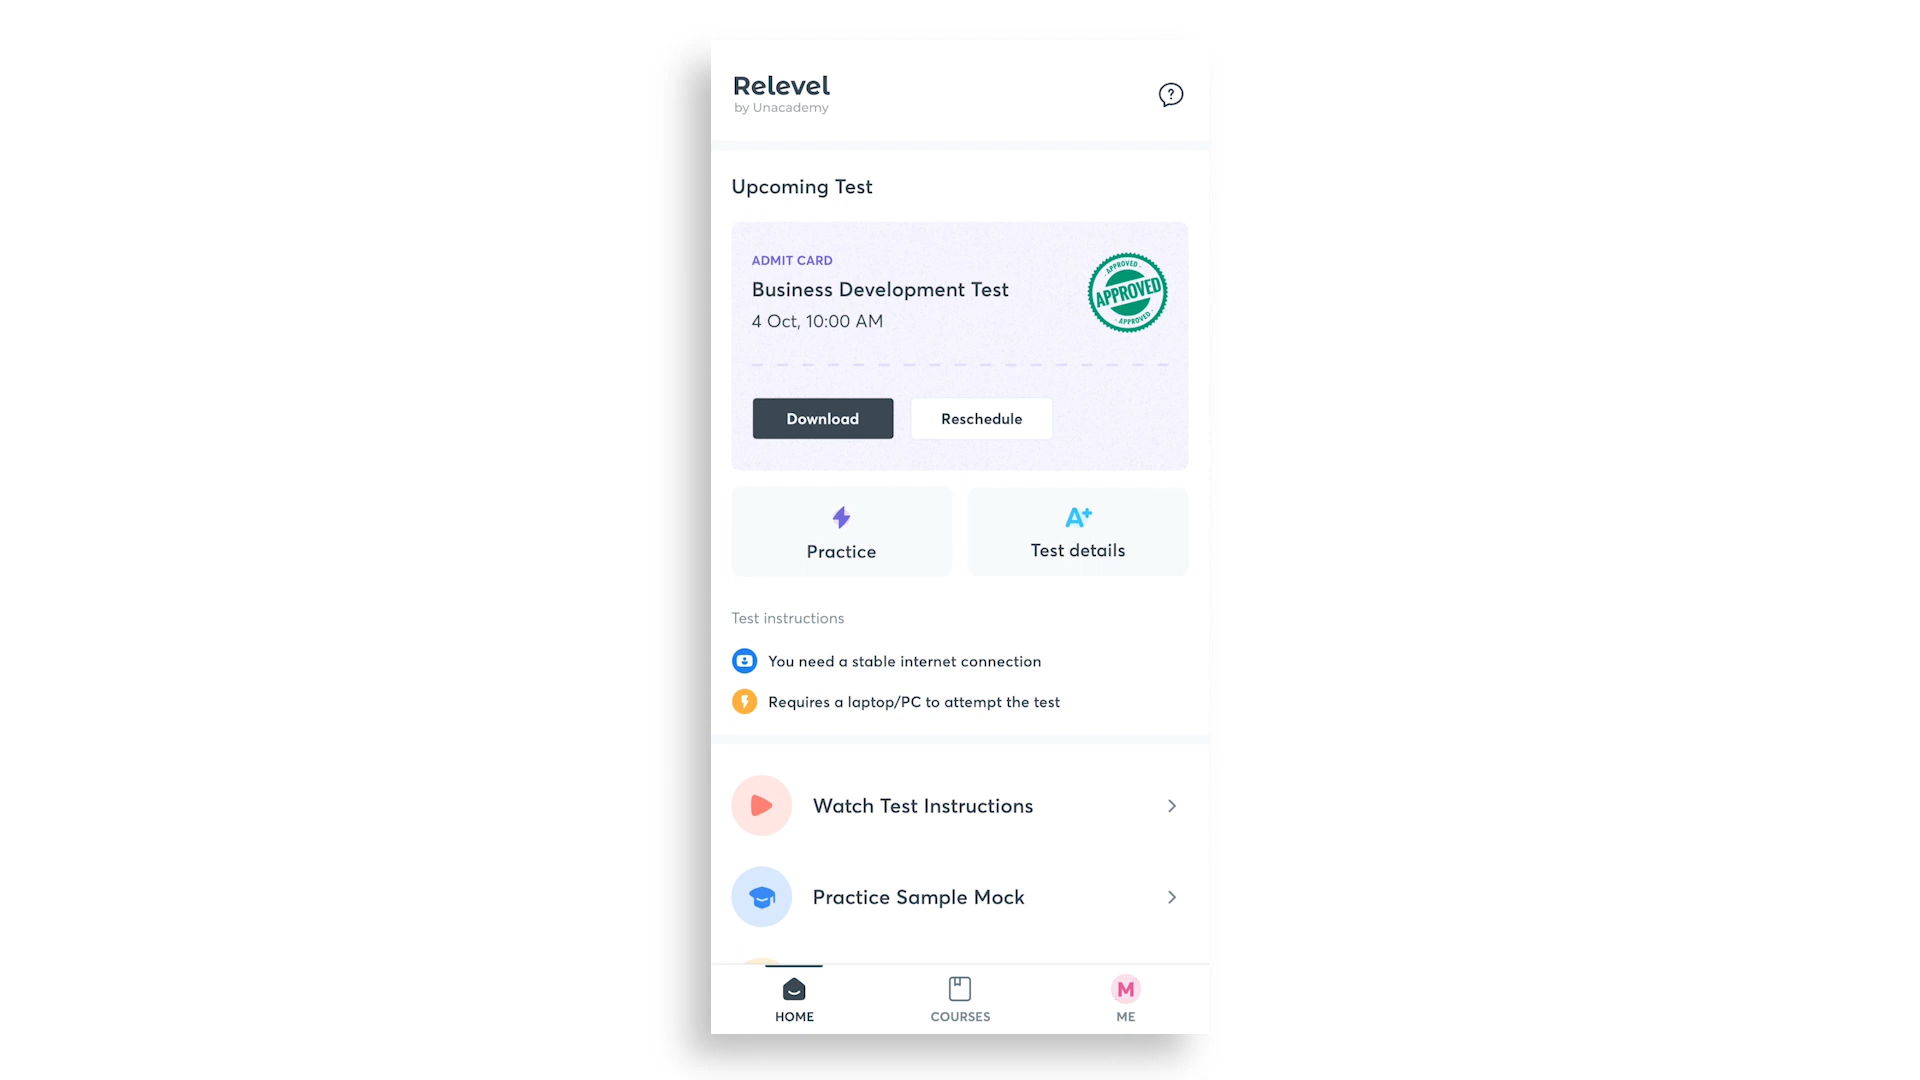 Relevel
by Unacademy
?
Upcoming Test
ADMIT CARD
Business Development Test
4 Oct, 10:00 AM
· APPROVED ·
APPROVED
· APPROVED ·
Download
Reschedule
Practice
A+
Test details
Test instructions
You need a stable internet connection
Requires a laptop/PC to attempt the test
Watch Test Instructions
Practice Sample Mock
HOME
COURSES
M
ME